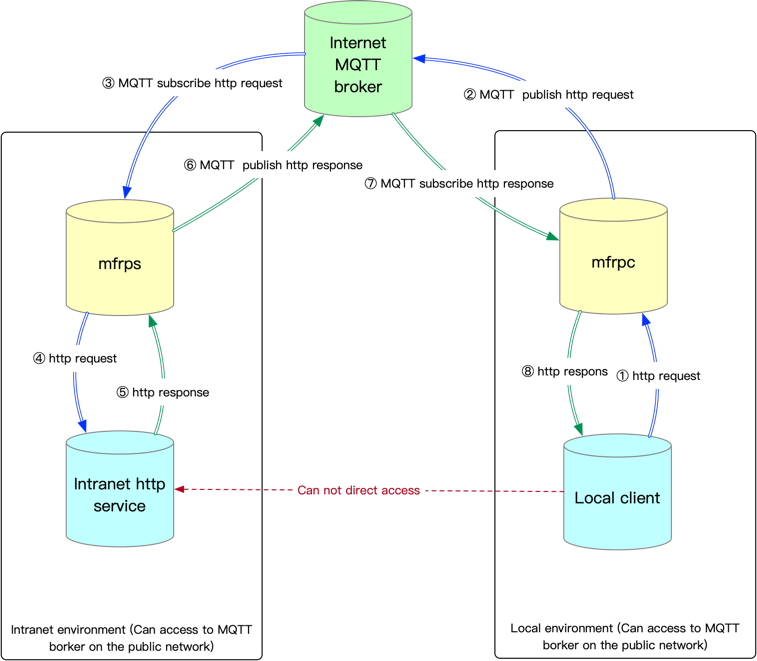 Internet
MQTT
broker
③ MQTT subscribe http request
② MQTT  publish http request
⑥ MQTT  publish http response
⑦ MQTT subscribe http response
mfrps
mfrpc
④ http request
⑤ http response
⑧ http respons
① http request
Intranet http
service
Can not direct access
Local client
Intranet environment (Can access to MQTT
borker on the public network)
Local environment (Can access to MQTT
borker on the public network)